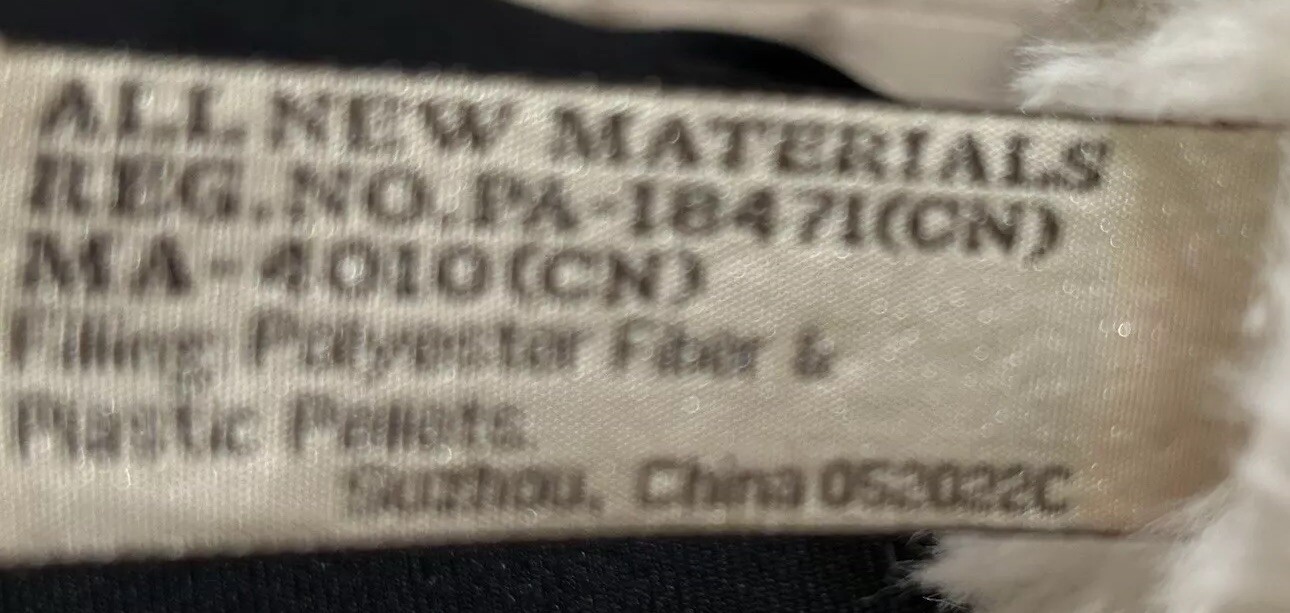 ALL NEW MATERIALS
REG.NO.PA-18471(CN)
MA-4010(CN)
Filling: Polyester Fiber &
Plastic Pellets
Suzhou, China 052022C